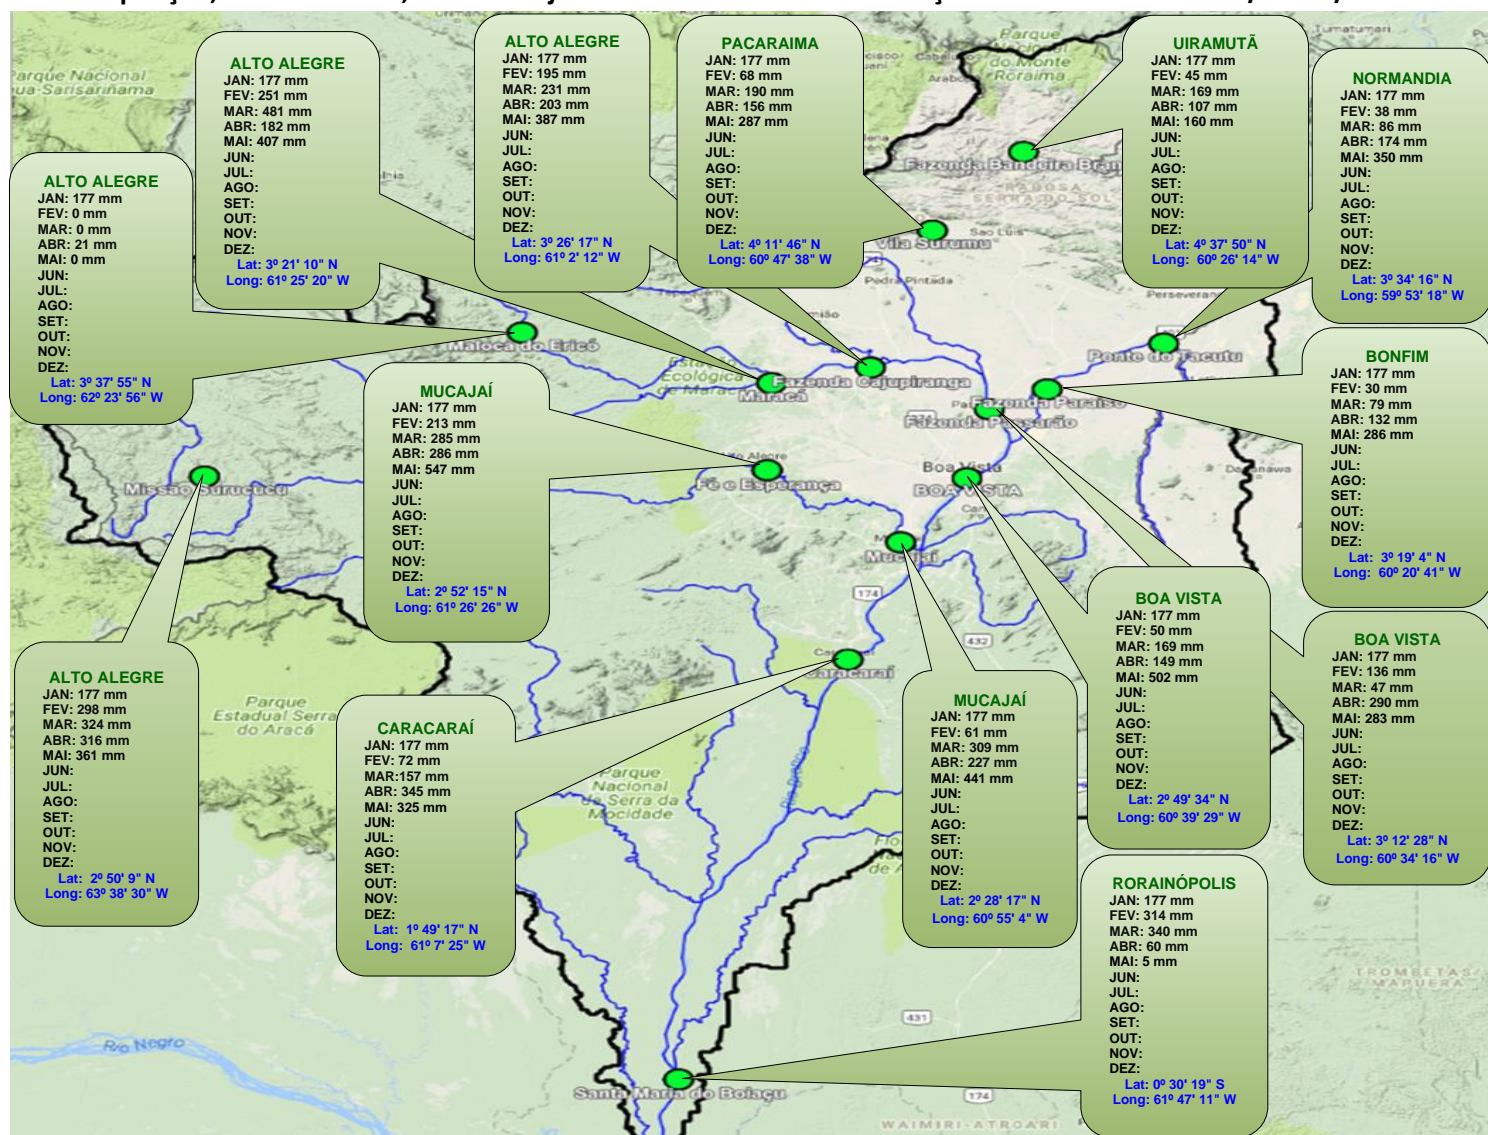 ALTO ALEGRE
JAN: 177 mm
FEV: 251 mm
MAR: 481 mm
ABR: 182 mm
MAI: 407 mm
JUN:
JUL:
AGO:
SET:
OUT:
NOV:
DEZ:
Lat: 3º 21' 10" N
Long: 61º 25' 20" W
ALTO ALEGRE
JAN: 177 mm
FEV: 195 mm
MAR: 231 mm
ABR: 203 mm
MAI: 387 mm
JUN:
JUL:
AGO:
SET:
OUT:
NOV:
DEZ:
Lat: 3º 26' 17" N
Long: 61º 2' 12" W
PACARAIMA
JAN: 177 mm
FEV: 68 mm
MAR: 190 mm
ABR: 156 mm
MAI: 287 mm
JUN:
JUL:
AGO:
SET:
OUT:
NOV:
DEZ:
Lat: 4º 11' 46" N
Long: 60º 47' 38" W
UIRAMUTÃ
JAN: 177 mm
FEV: 45 mm
MAR: 169 mm
ABR: 107 mm
MAI: 160 mm
JUN:
JUL:
AGO:
SET:
OUT:
NOV:
DEZ:
Lat: 4º 37' 50" N
Long: 60º 26' 14" W
NORMANDIA
JAN: 177 mm
FEV: 38 mm
MAR: 86 mm
ABR: 174 mm
MAI: 350 mm
JUN:
JUL:
AGO:
SET:
OUT:
NOV:
DEZ:
Lat: 3º 34' 16" N
Long: 59º 53' 18" W
ALTO ALEGRE
JAN: 177 mm
FEV: 0 mm
MAR: 0 mm
ABR: 21 mm
MAI: 0 mm
JUN:
JUL:
AGO:
SET:
OUT:
NOV:
DEZ:
Lat: 3º 37' 55" N
Long: 62º 23' 56" W
MUCAJAÍ
JAN: 177 mm
FEV: 213 mm
MAR: 285 mm
ABR: 286 mm
MAI: 547 mm
JUN:
JUL:
AGO:
SET:
OUT:
NOV:
DEZ:
Lat: 2º 52' 15" N
Long: 61º 26' 26" W
BONFIM
JAN: 177 mm
FEV: 30 mm
MAR: 79 mm
ABR: 132 mm
MAI: 286 mm
JUN:
JUL:
AGO:
SET:
OUT:
NOV:
DEZ:
Lat: 3º 19' 4" N
Long: 60º 20' 41" W
ALTO ALEGRE
JAN: 177 mm
FEV: 298 mm
MAR: 324 mm
ABR: 316 mm
MAI: 361 mm
JUN:
JUL:
AGO:
SET:
OUT:
NOV:
DEZ:
Lat: 2º 50' 9" N
Long: 63º 38' 30" W
CARACARAÍ
JAN: 177 mm
FEV: 72 mm
MAR:157 mm
ABR: 345 mm
MAI: 325 mm
JUN:
JUL:
AGO:
SET:
OUT:
NOV:
DEZ:
Lat: 1º 49' 17" N
Long: 61º 7' 25" W
MUCAJAÍ
JAN: 177 mm
FEV: 61 mm
MAR: 309 mm
ABR: 227 mm
MAI: 441 mm
JUN:
JUL:
AGO:
SET:
OUT:
NOV:
DEZ:
Lat: 2º 28' 17" N
Long: 60º 55' 4" W
BOA VISTA
JAN: 177 mm
FEV: 50 mm
MAR: 169 mm
ABR: 149 mm
MAI: 502 mm
JUN:
JUL:
AGO:
SET:
OUT:
NOV:
DEZ:
Lat: 2º 49' 34" N
Long: 60º 39' 29" W
BOA VISTA
JAN: 177 mm
FEV: 136 mm
MAR: 47 mm
ABR: 290 mm
MAI: 283 mm
JUN:
JUL:
AGO:
SET:
OUT:
NOV:
DEZ:
Lat: 3º 12' 28" N
Long: 60º 34' 16" W
RORAINÓPOLIS
JAN: 177 mm
FEV: 314 mm
MAR: 340 mm
ABR: 60 mm
MAI: 5 mm
JUN:
JUL:
AGO:
SET:
OUT:
NOV:
DEZ:
Lat: 0º 30' 19" S
Long: 61º 47' 11" W
Parque
do Monte
Roraima
Tumatumari
Parque Nacional
Fazenda Bandeira
SERRA DO SOL
Vila Surumu
Sao Luis
Pedra Pintada
Ponte do Tacutu
Maloca do Ericó
Ecológica
Maracá
Fazenda Cajupiranga
Fazenda Paraíso
Fazenda Passarão
Missão Surucucu
Fé e Esperança
Boa Vista
BOA VISTA
Mucajaí
174
432
Caracaraí
Parque
Estadual Serra
do Aracá
Parque
Nacional
da Serra da
Mocidade
Rio Branco
Rio Negro
431
174
Santa Maria do Boiaçu
TROMBETAS/
MAPUERA
WAIMIRI-ATROARI